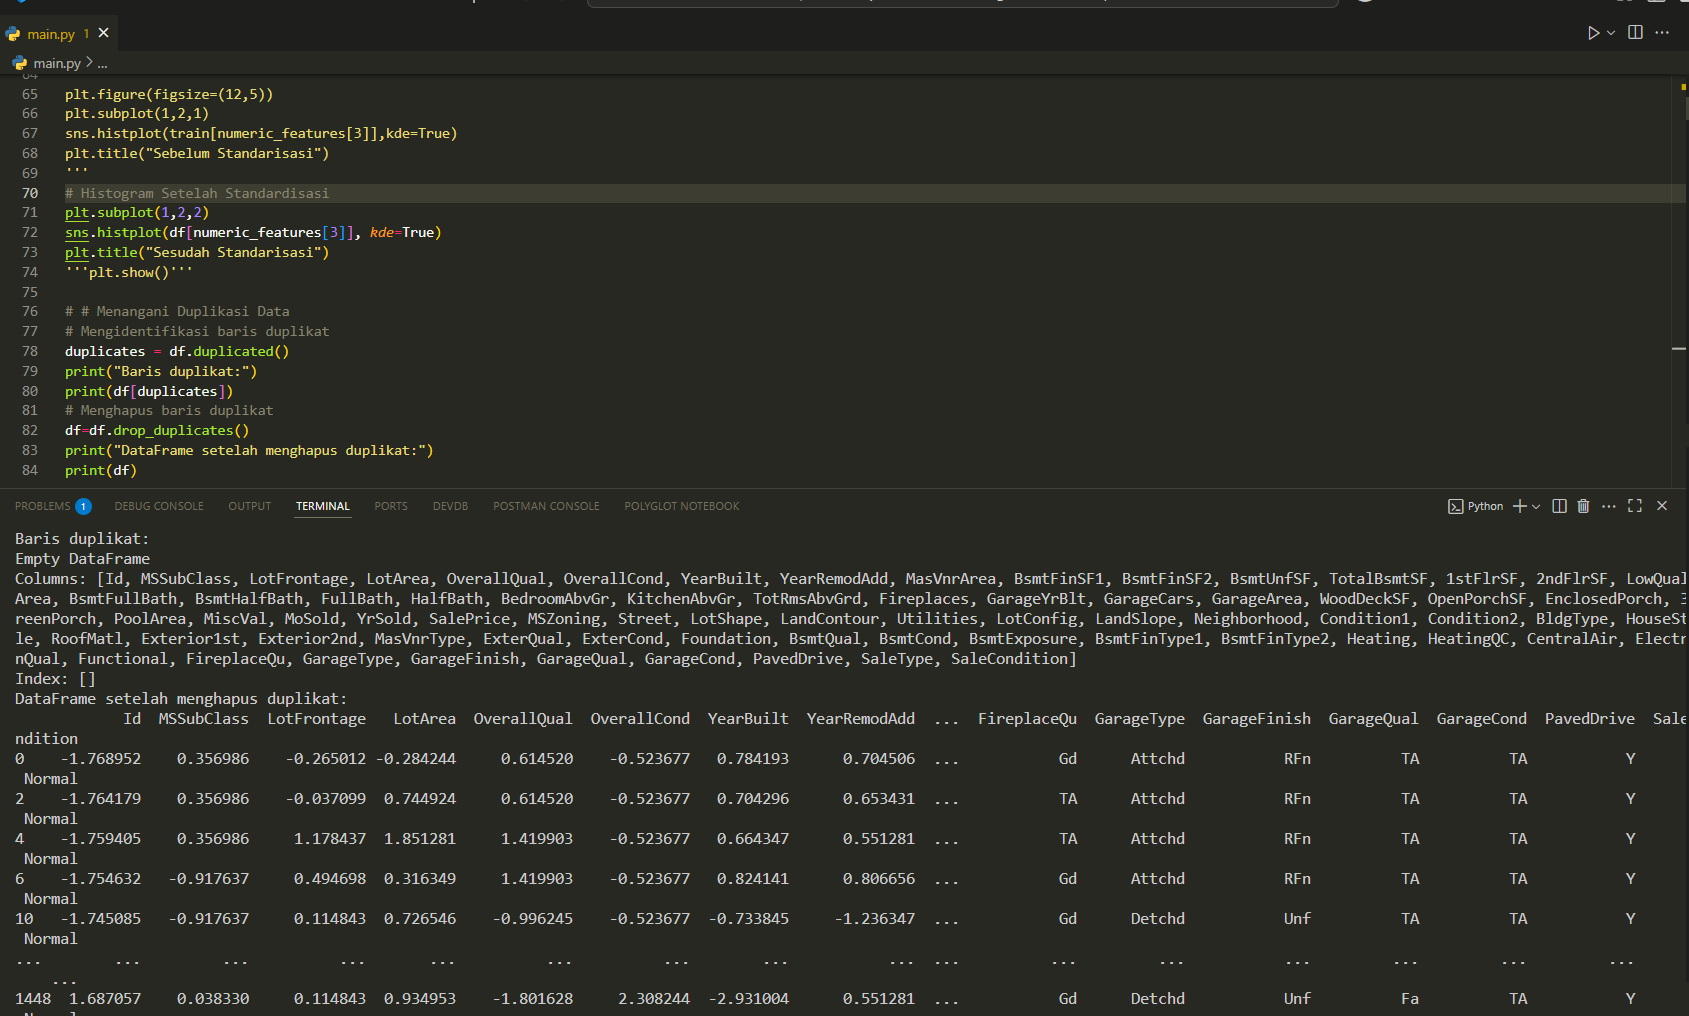 main.py 1
main.py > ...
64
65 plt.figure(figsize=(12,5))
66 plt.subplot(1,2,1)
67 sns.histplot(train[numeric_features[3]],kde=True)
68 plt.title("Sebelum Standarisasi")
69 '''
70 # Histogram Setelah Standardisasi
71 plt.subplot(1,2,2)
72 sns.histplot(df[numeric_features[3]], kde=True)
73 plt.title("Sesudah Standarisasi")
74 '''plt.show()'''
75
76 # # Menangani Duplikasi Data
77 # Mengidentifikasi baris duplikat
78 duplicates = df.duplicated()
79 print("Baris duplikat:")
80 print(df[duplicates])
81 # Menghapus baris duplikat
82 df=df.drop_duplicates()
83 print("DataFrame setelah menghapus duplikat:")
84 print(df)
PROBLEMS 1 DEBUG CONSOLE OUTPUT TERMINAL PORTS DEVDB POSTMAN CONSOLE POLYGLOT NOTEBOOK Python
Baris duplikat:
Empty DataFrame
Columns: [Id, MSSubClass, LotFrontage, LotArea, OverallQual, OverallCond, YearBuilt, YearRemodAdd, MasVnrArea, BsmtFinSF1, BsmtFinSF2, BsmtUnfSF, TotalBsmtSF, 1stFlrSF, 2ndFlrSF, LowQual
Area, BsmtFullBath, BsmtHalfBath, FullBath, HalfBath, BedroomAbvGr, KitchenAbvGr, TotRmsAbvGrd, Fireplaces, GarageYrBlt, GarageCars, GarageArea, WoodDeckSF, OpenPorchSF, EnclosedPorch, 3
reenPorch, PoolArea, MiscVal, MoSold, YrSold, SalePrice, MSZoning, Street, LotShape, LandContour, Utilities, LotConfig, LandSlope, Neighborhood, Condition1, Condition2, BldgType, HouseSt
le, RoofMatl, Exterior1st, Exterior2nd, MasVnrType, ExterQual, ExterCond, Foundation, BsmtQual, BsmtCond, BsmtExposure, BsmtFinType1, BsmtFinType2, Heating, HeatingQC, CentralAir, Electr
nQual, Functional, FireplaceQu, GarageType, GarageFinish, GarageQual, GarageCond, PavedDrive, SaleType, SaleCondition]
Index: []
DataFrame setelah menghapus duplikat:
Id MSSubClass LotFrontage LotArea OverallQual OverallCond YearBuilt YearRemodAdd ... FireplaceQu GarageType GarageFinish GarageQual GarageCond PavedDrive Sale
ndition
0 -1.768952 0.356986 -0.265012 -0.284244 0.614520 -0.523677 0.784193 0.704506 ... Gd Attchd RFn TA TA Y
Normal
2 -1.764179 0.356986 -0.037099 0.744924 0.614520 -0.523677 0.704296 0.653431 ... TA Attchd RFn TA TA Y
Normal
4 -1.759405 0.356986 1.178437 1.851281 1.419903 -0.523677 0.664347 0.551281 ... TA Attchd RFn TA TA Y
Normal
6 -1.754632 -0.917637 0.494698 0.316349 1.419903 -0.523677 0.824141 0.806656 ... Gd Attchd RFn TA TA Y
Normal
10 -1.745085 -0.917637 0.114843 0.726546 -0.996245 -0.523677 -0.733845 -1.236347 ... Gd Detchd Unf TA TA Y
Normal
... ... ... ... ... ... ... ... ... ... ... ... ... ... ... ...
...
1448 1.687057 0.038330 0.114843 0.934953 -1.801628 2.308244 -2.931004 0.551281 ... Gd Detchd Unf Fa TA Y